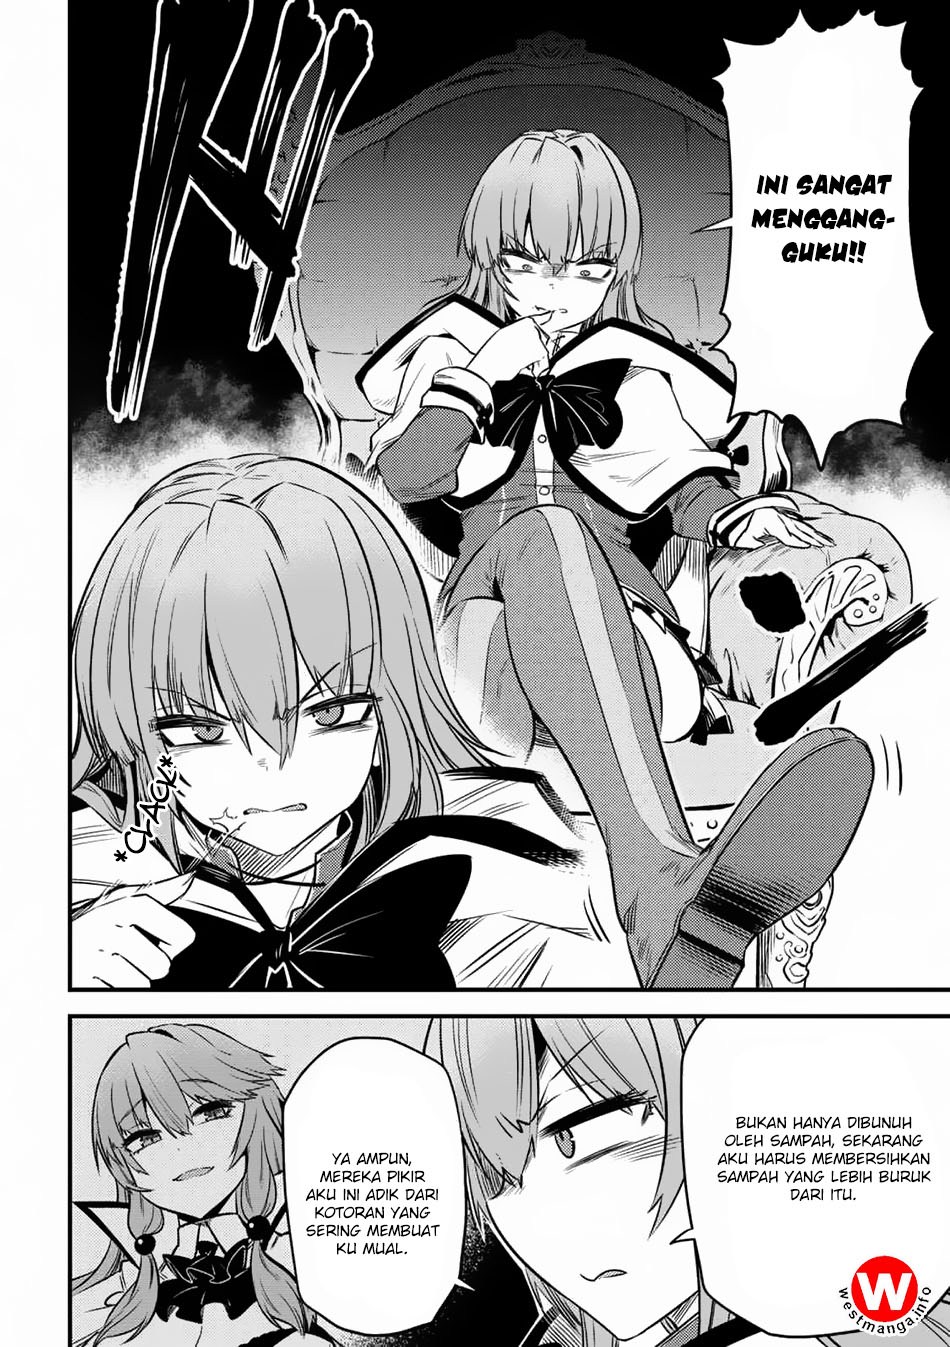 INI SANGAT
MENGGANG-
GUKU!!
*CLACK*
BUKAN HANYA DIBUNUH
OLEH SAMPAH, SEKARANG
AKU HARUS MEMBERSIHKAN
SAMPAH YANG LEBIH BURUK
DARI ITU.
YA AMPUN,
MEREKA PIKIR
AKU INI ADIK DARI
KOTORAN YANG
SERING MEMBUAT
KU MUAL.
W
westmanga.info